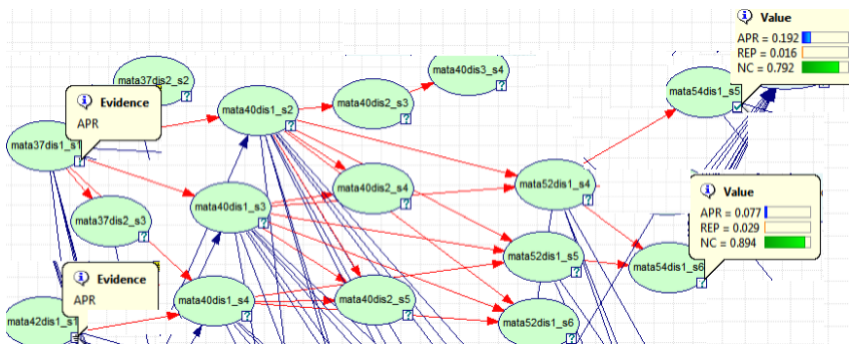 Value
APR = 0.192
REP = 0.016
NC = 0.792
mata40dis3_s4
mata37dis2_s2
mata54dis1_s5
Evidence
APR
mata40dis1_s2
mata40dis2_s3
mata37dis1_s1
mata40dis2_s4
mata52dis1_s4
Value
APR = 0.077
REP = 0.029
NC = 0.894
mata37dis2_s3
mata40dis1_s3
mata52dis1_s5
mata54dis1_s6
Evidence
APR
mata40dis1_s4
mata40dis2_s5
mata42dis1_s1
mata52dis1_s6